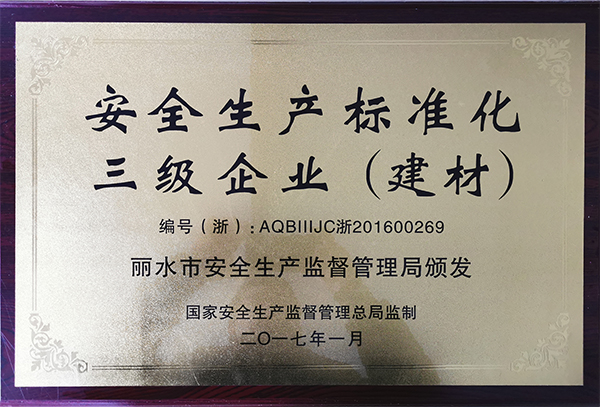 安全生产标准化
三级企业（建材）
编号（浙）：AQBIIIJC浙201600269
丽水市安全生产监督管理局颁发
国家安全生产监督管理总局监制
二〇一七年一月